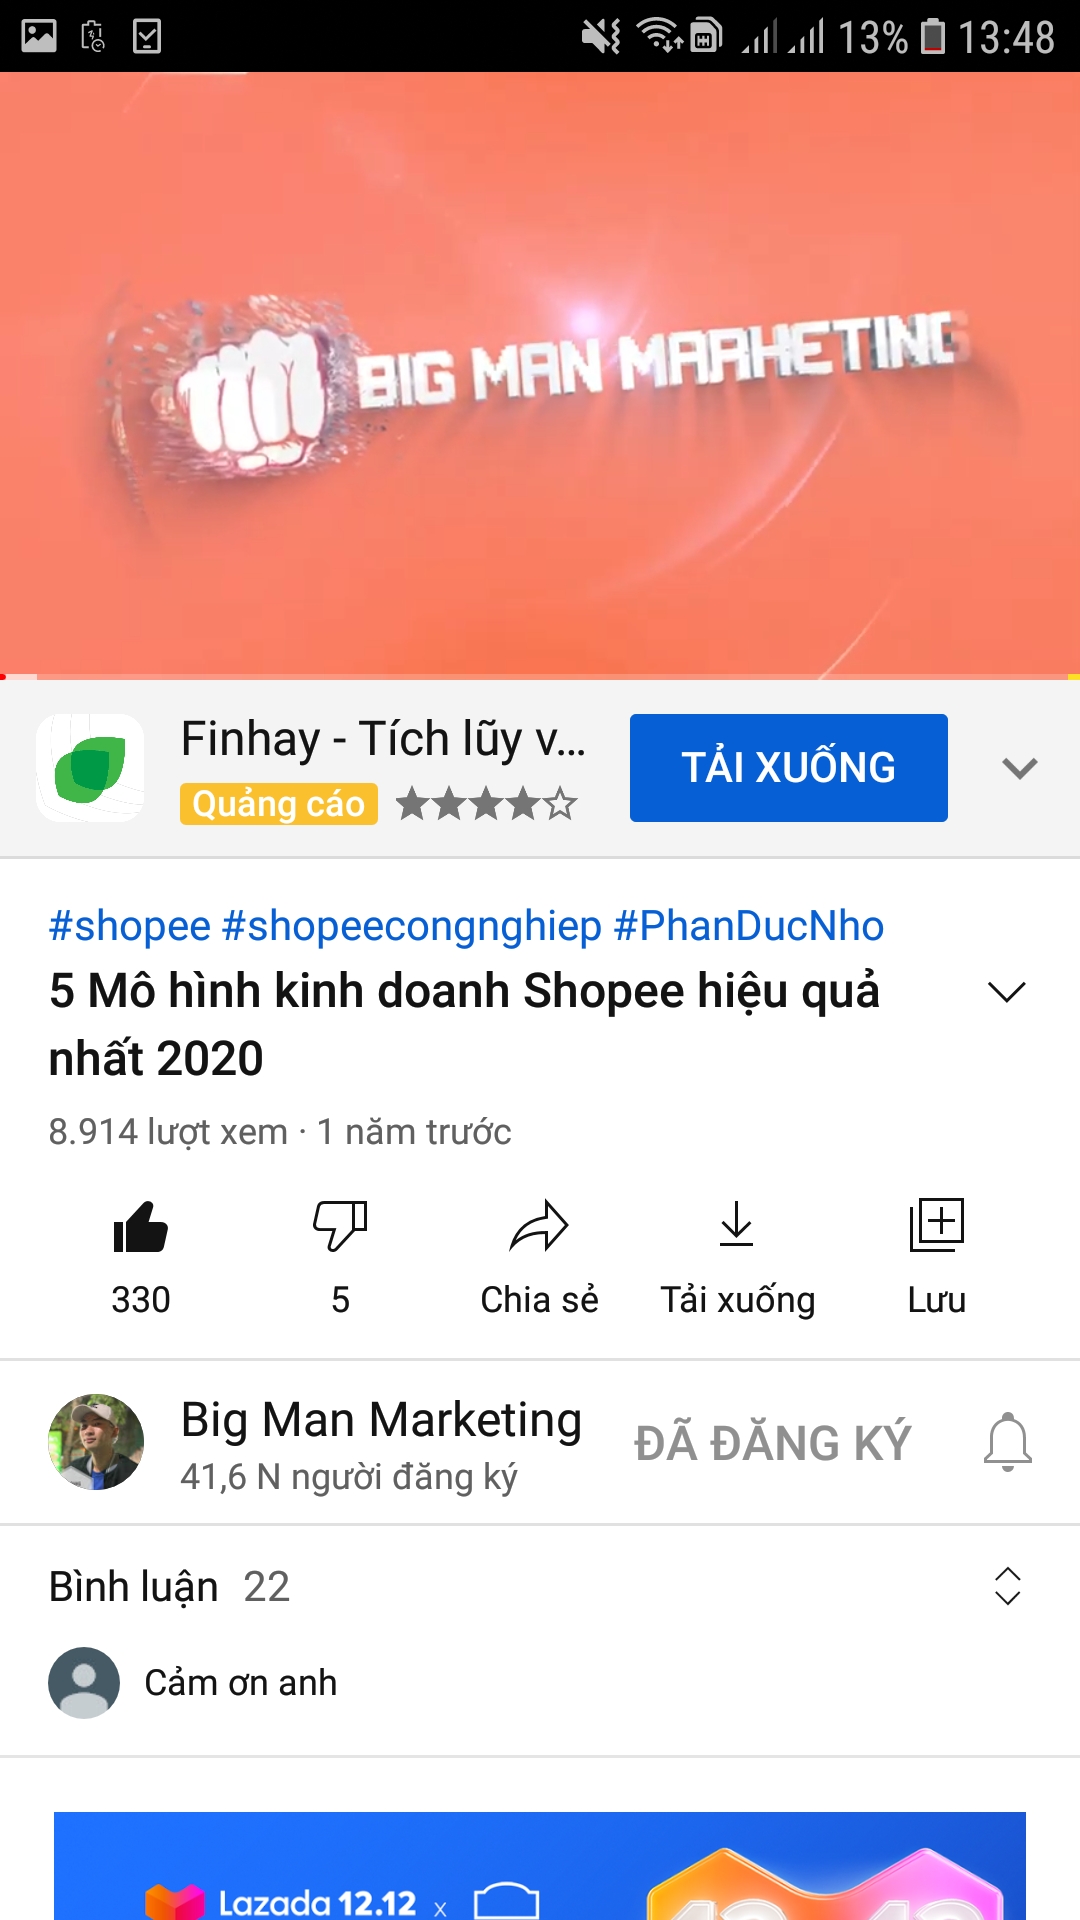 13% 13:48
BIG MAN MARKETING
Finhay - Tích lũy v...
TẢI XUỐNG
Quảng cáo
#shopee #shopeecongnghiep #PhanDucNho
5 Mô hình kinh doanh Shopee hiệu quả
nhất 2020
8.914 lượt xem · 1 năm trước
330
5
Chia sẻ
Tải xuống
Lưu
Big Man Marketing
41,6 N người đăng ký
ĐÃ ĐĂNG KÝ
Bình luận 22
Cảm ơn anh
Lazada 12.12 x